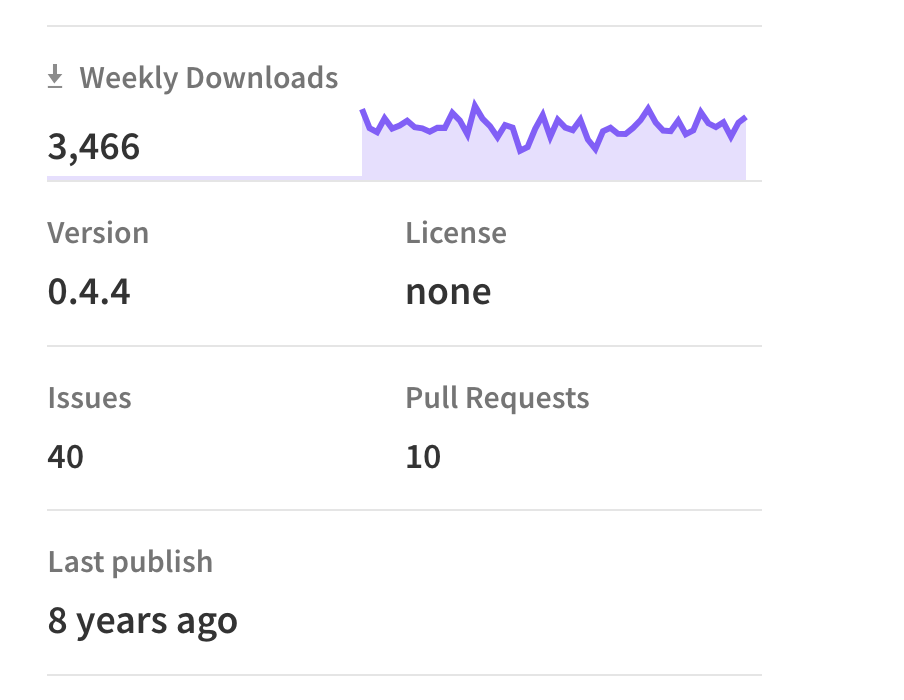 Weekly Downloads
3,466
Version
License
0.4.4
none
Issues
Pull Requests
40
10
Last publish
8 years ago